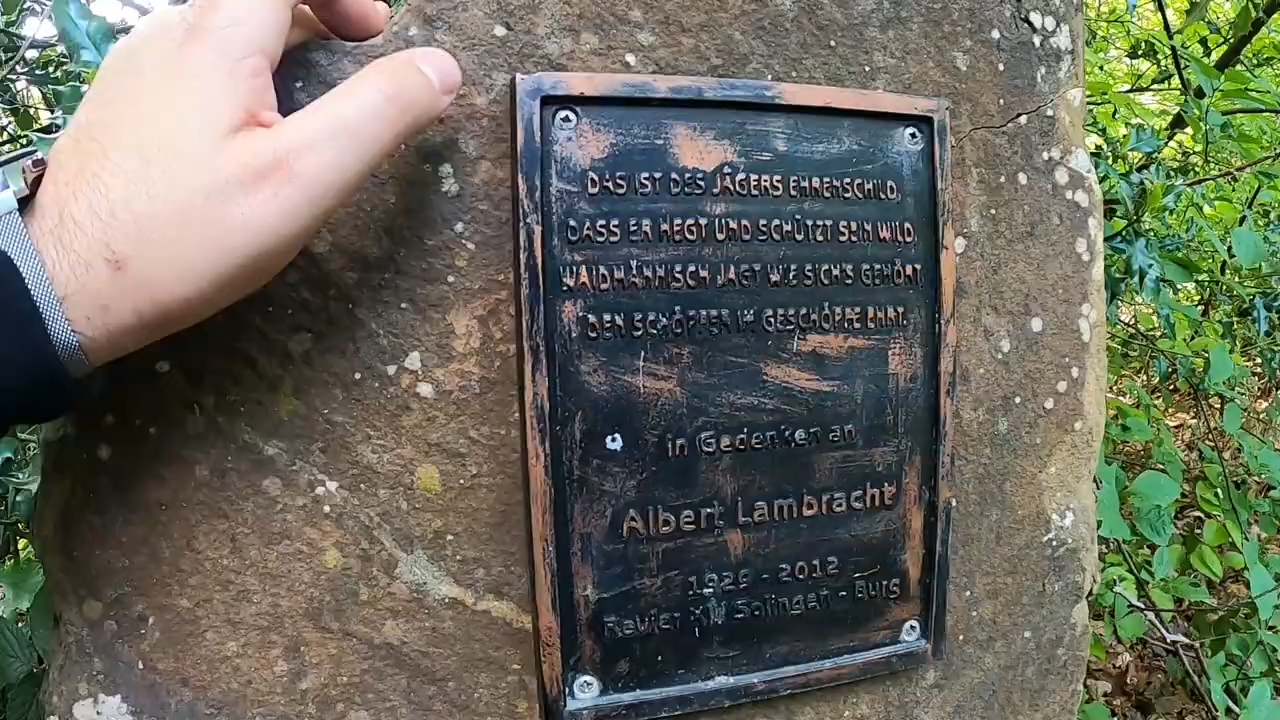 DAS IST DES JÄGERS EHRENSCHILD,
DASS ER HEGT UND SCHÜTZT SEIN WILD,
WAIDMÄNNISCH JAGT WIE SICH'S GEHÖRT,
DEN SCHÖPFER IM GESCHÖPFE EHRT.
in Gedenken an
Albert Lambracht
1929 - 2012
Revier Solingen - Burg